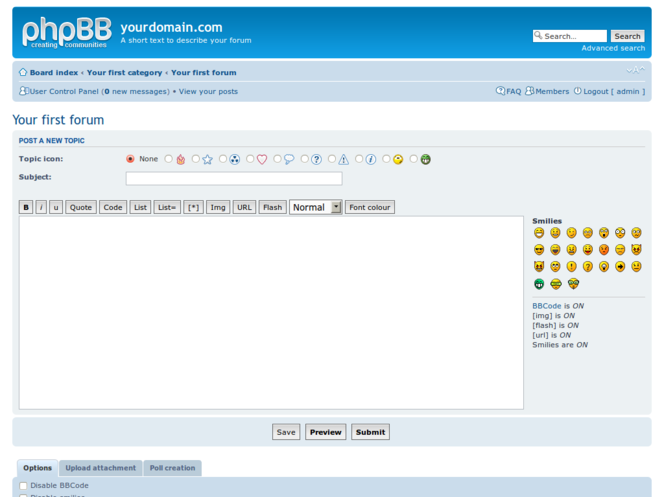 phpBB
creating communities
yourdomain.com
A short text to describe your forum
Search...
Search
Advanced search
Board index ‹ Your first category ‹ Your first forum
User Control Panel (0 new messages) • View your posts
FAQ Members Logout [ admin ]
Your first forum
POST A NEW TOPIC
Topic icon:
None
Subject:
B i u Quote Code List List= [*] Img URL Flash Normal Font colour
Smilies
BBCode is ON
[img] is ON
[flash] is ON
[url] is ON
Smilies are ON
Save Preview Submit
Options Upload attachment Poll creation
Disable BBCode
Disable smilies